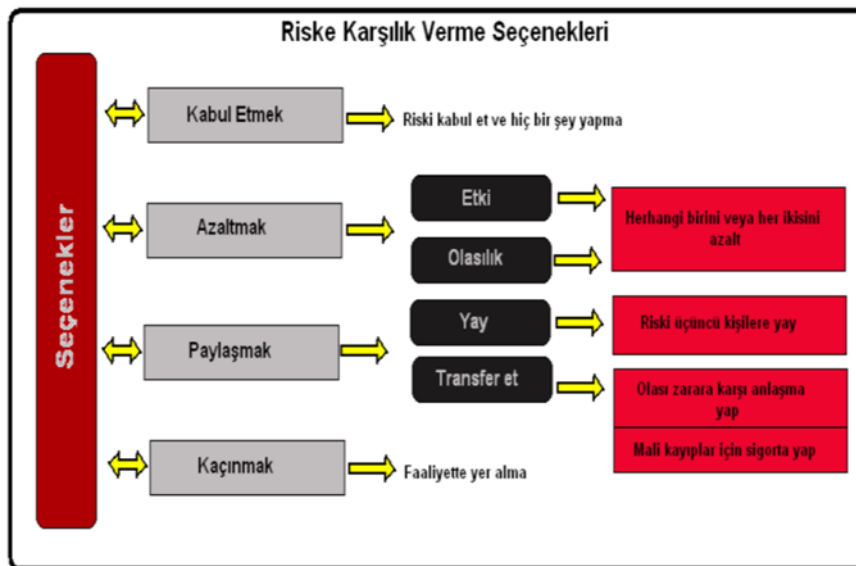 Riske Karşılık Verme Seçenekleri
Seçenekler
Kabul Etmek
Riski kabul et ve hiç bir şey yapma
Azaltmak
Etki
Olasılık
Herhangi birini veya her ikisini
azalt
Paylaşmak
Yay
Riski üçüncü kişilere yay
Transfer et
Olası zarara karşı anlaşma
yap
Mali kayıplar için sigorta yap
Kaçınmak
Faaliyette yer alma